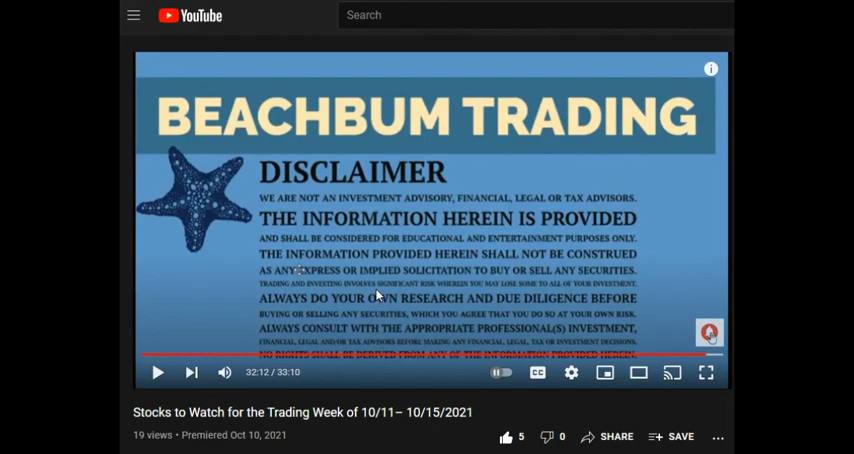 YouTube
Search
BEACHBUM TRADING
DISCLAIMER
WE ARE NOT AN INVESTMENT ADVISORY, FINANCIAL, LEGAL OR TAX ADVISORS.
THE INFORMATION HEREIN IS PROVIDED
AND SHALL BE CONSIDERED FOR EDUCATIONAL AND ENTERTAINMENT PURPOSES ONLY.
THE INFORMATION PROVIDED HEREIN SHALL NOT BE CONSTRUED
AS ANY EXPRESS OR IMPLIED SOLICITATION TO BUY OR SELL ANY SECURITIES.
TRADING AND INVESTING INVOLVES SIGNIFICANT RISK WHEREIN YOU MAY LOSE SOME TO ALL OF YOUR INVESTMENT.
ALWAYS DO YOUR OWN RESEARCH AND DUE DILIGENCE BEFORE
BUYING OR SELLING ANY SECURITIES, WHICH YOU AGREE THAT YOU DO SO AT YOUR OWN RISK.
ALWAYS CONSULT WITH THE APPROPRIATE PROFESSIONAL(S) INVESTMENT,
FINANCIAL, LEGAL AND/OR TAX ADVISORS BEFORE MAKING ANY FINANCIAL, LEGAL, TAX OR INVESTMENT DECISIONS.
NO RIGHTS SHALL BE DERIVED FROM ANY OF THE INFORMATION PROVIDED HEREIN.
32:12 / 33:10
CC
Stocks to Watch for the Trading Week of 10/11– 10/15/2021
19 views • Premiered Oct 10, 2021
5 0 SHARE SAVE ...